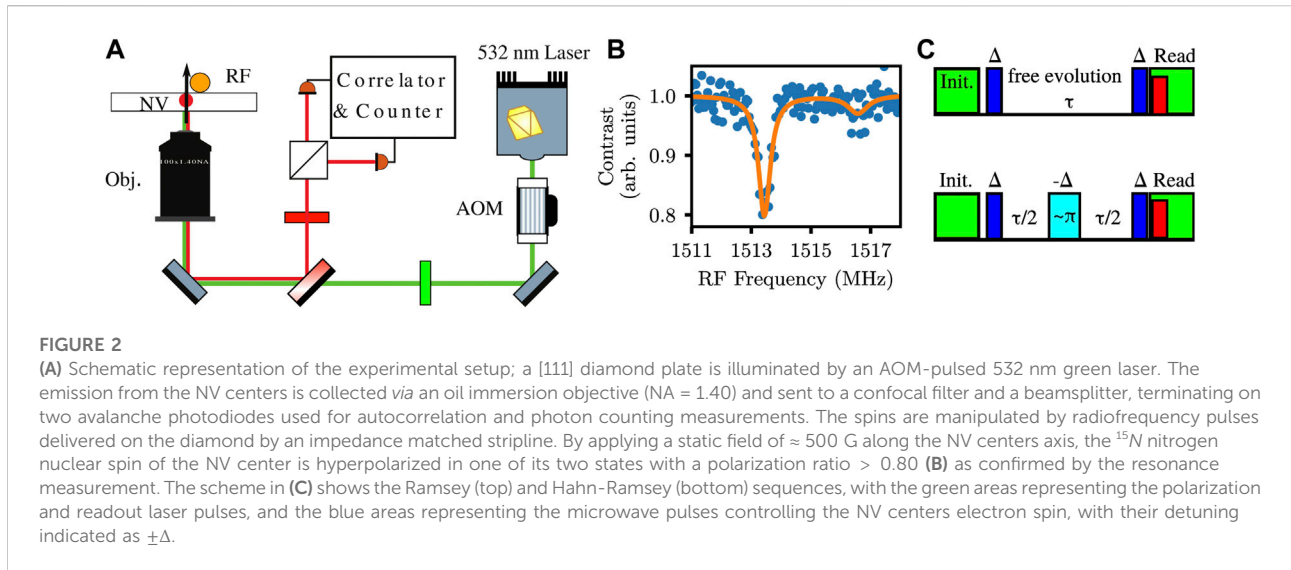 A
532 nm Laser
RF
NV
Correlator
& Counter
100x1.40NA
Obj.
AOM
B
Contrast
(arb. units)
1.0
0.9
0.8
1511 1513 1515 1517
RF Frequency (MHz)
C
Δ Δ Read
Init. free evolution
τ
Init. Δ -Δ Δ Read
τ/2 ~π τ/2
FIGURE 2
(A) Schematic representation of the experimental setup; a [111] diamond plate is illuminated by an AOM-pulsed 532 nm green laser. The
emission from the NV centers is collected via an oil immersion objective (NA = 1.40) and sent to a confocal filter and a beamsplitter, terminating on
two avalanche photodiodes used for autocorrelation and photon counting measurements. The spins are manipulated by radiofrequency pulses
delivered on the diamond by an impedance matched stripline. By applying a static field of ≈ 500 G along the NV centers axis, the ¹⁵N nitrogen
nuclear spin of the NV center is hyperpolarized in one of its two states with a polarization ratio > 0.80 (B) as confirmed by the resonance
measurement. The scheme in (C) shows the Ramsey (top) and Hahn-Ramsey (bottom) sequences, with the green areas representing the polarization
and readout laser pulses, and the blue areas representing the microwave pulses controlling the NV centers electron spin, with their detuning
indicated as ±Δ.